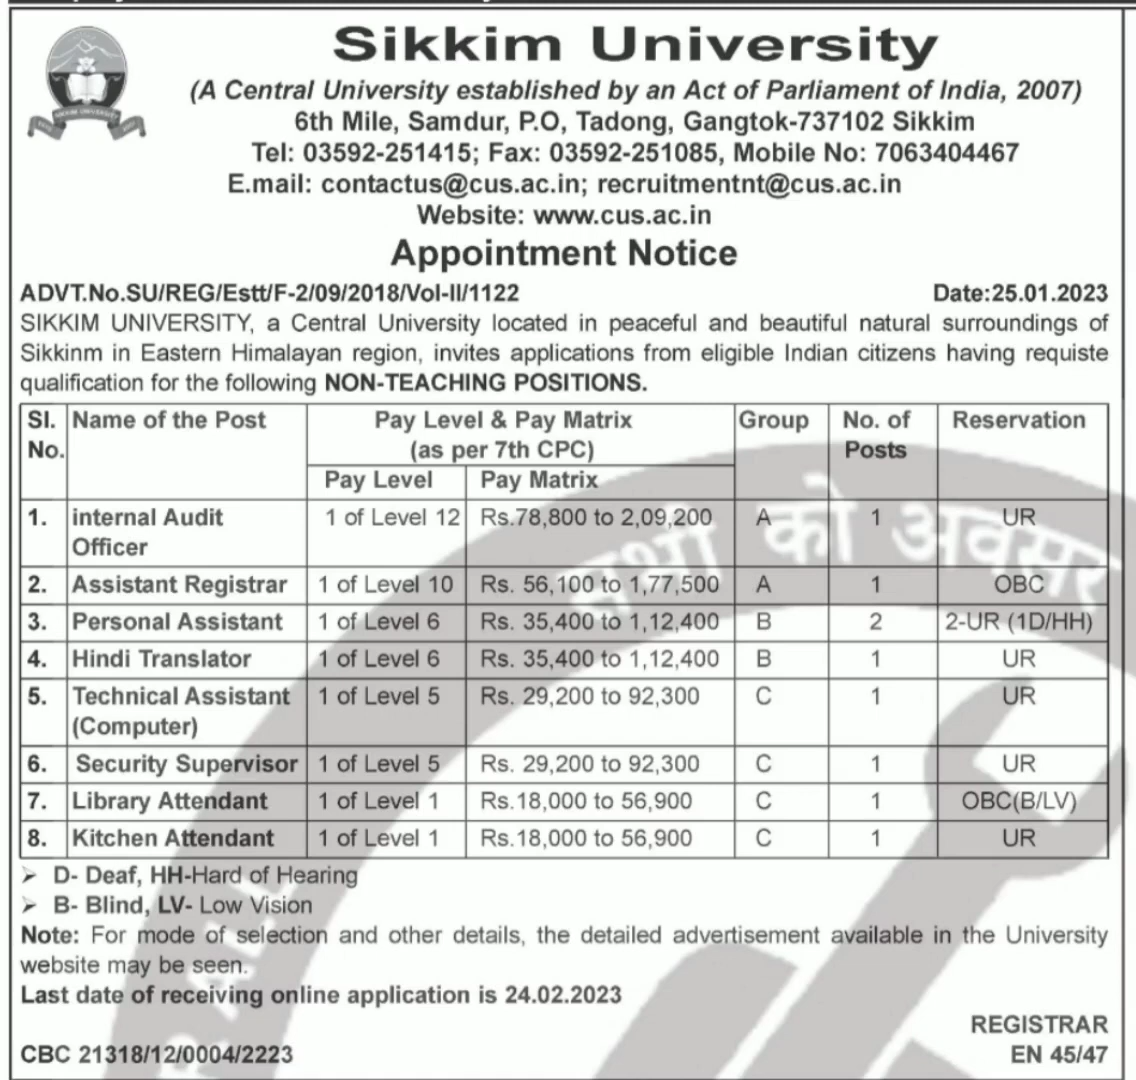 Sikkim University
(A Central University established by an Act of Parliament of India, 2007)
6th Mile, Samdur, P.O, Tadong, Gangtok-737102 Sikkim
Tel: 03592-251415; Fax: 03592-251085, Mobile No: 7063404467
E.mail: contactus@cus.ac.in; recruitmentnt@cus.ac.in
Website: www.cus.ac.in
SIKKIM UNIVERSITY
Appointment Notice
ADVT.No.SU/REG/Estt/F-2/09/2018/Vol-II/1122 Date:25.01.2023
SIKKIM UNIVERSITY, a Central University located in peaceful and beautiful natural surroundings of
Sikkinm in Eastern Himalayan region, invites applications from eligible Indian citizens having requiste
qualification for the following NON-TEACHING POSITIONS.
SI. Name of the Post Pay Level & Pay Matrix Group No. of Reservation
No. (as per 7th CPC) Posts
Pay Level Pay Matrix
1. internal Audit 1 of Level 12 Rs.78,800 to 2,09,200 A 1 UR
Officer
2. Assistant Registrar 1 of Level 10 Rs. 56,100 to 1,77,500 A 1 OBC
3. Personal Assistant 1 of Level 6 Rs. 35,400 to 1,12,400 B 2 2-UR (1D/HH)
4. Hindi Translator 1 of Level 6 Rs. 35,400 to 1,12,400 B 1 UR
5. Technical Assistant 1 of Level 5 Rs. 29,200 to 92,300 C 1 UR
(Computer)
6. Security Supervisor 1 of Level 5 Rs. 29,200 to 92,300 C 1 UR
7. Library Attendant 1 of Level 1 Rs.18,000 to 56,900 C 1 OBC(B/LV)
8. Kitchen Attendant 1 of Level 1 Rs.18,000 to 56,900 C 1 UR
➢ D- Deaf, HH-Hard of Hearing
➢ B- Blind, LV- Low Vision
Note: For mode of selection and other details, the detailed advertisement available in the University
website may be seen.
Last date of receiving online application is 24.02.2023
REGISTRAR
CBC 21318/12/0004/2223 EN 45/47
को अवसर